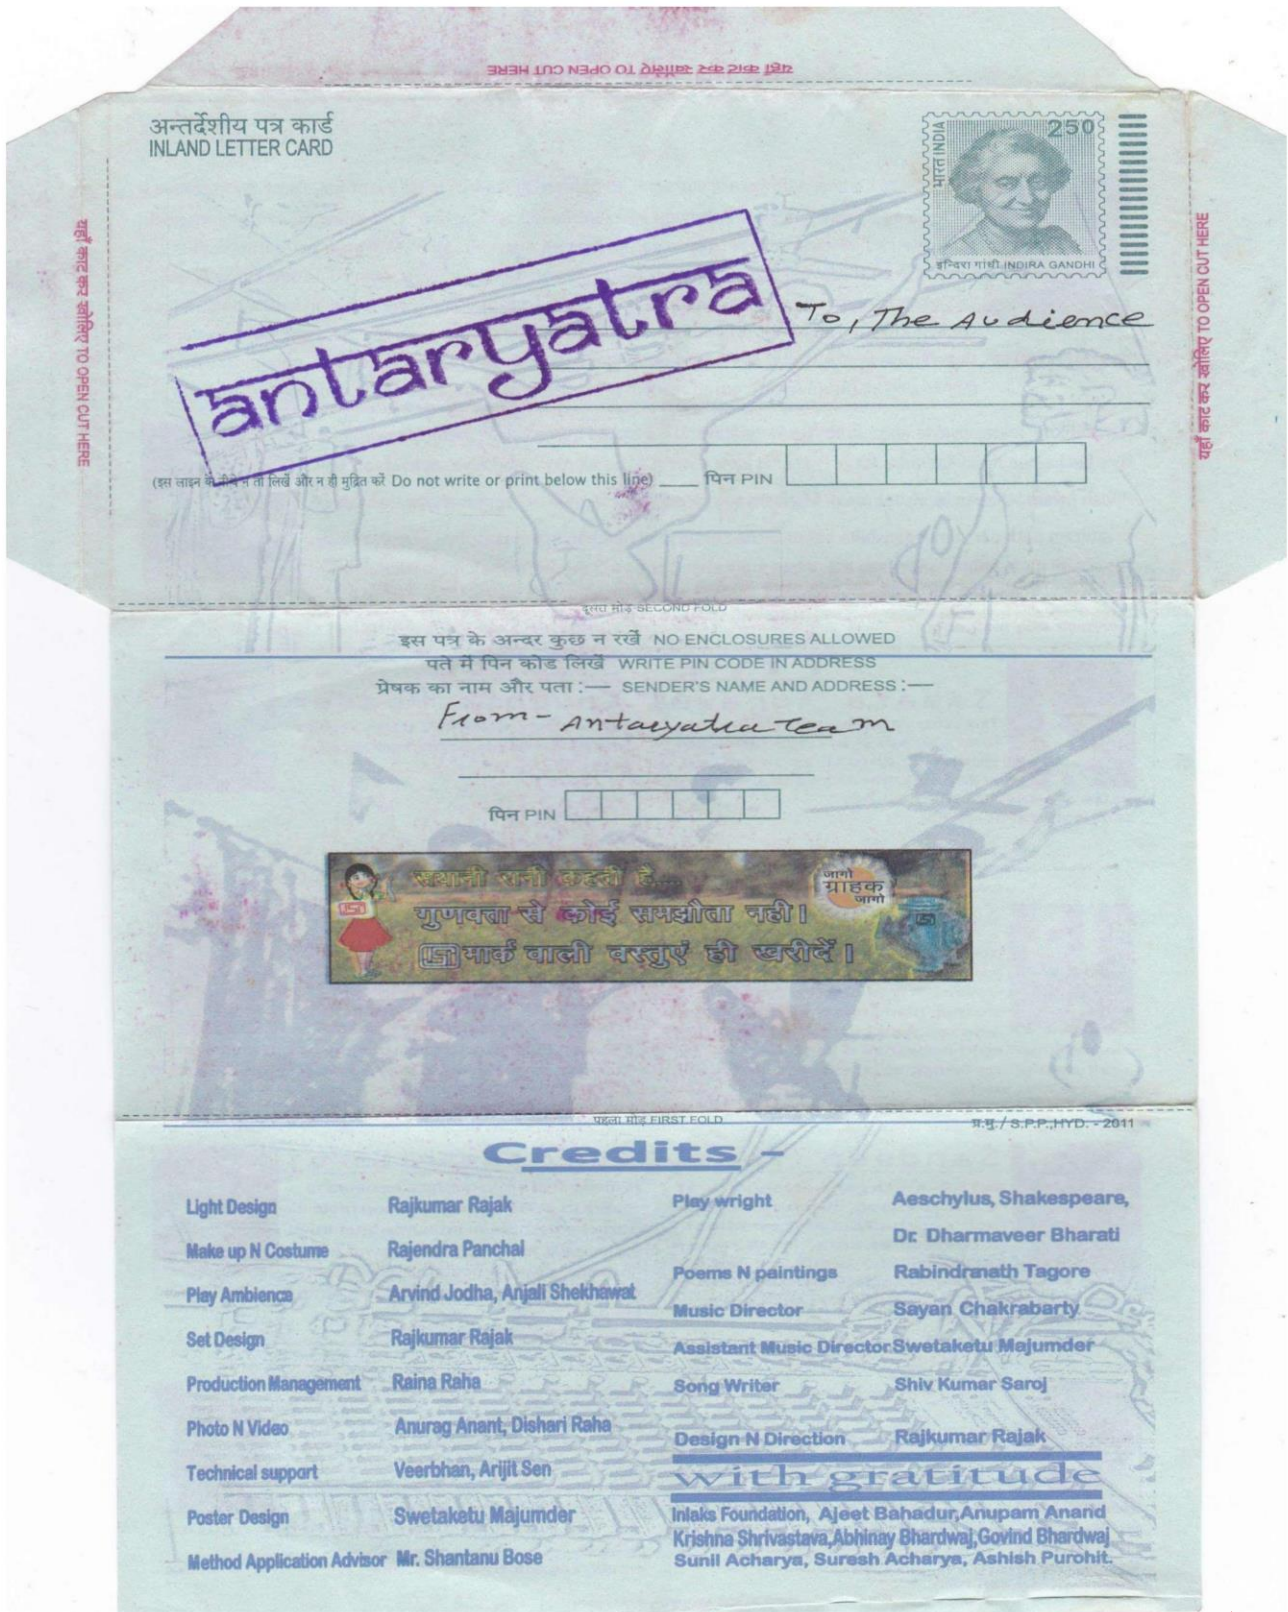 यहाँ काट कर खोलिए TO OPEN CUT HERE
अन्तर्देशीय पत्र कार्ड
INLAND LETTER CARD
250
भारत INDIA
इन्दिरा गांधी INDIRA GANDHI
यहाँ काट कर खोलिए TO OPEN CUT HERE
यहाँ काट कर खोलिए TO OPEN CUT HERE
antaryatra
To, The Audience
(इस लाइन के नीचे न तो लिखें और न ही मुद्रित करें Do not write or print below this line) पिन PIN
दूसरा मोड़ SECOND FOLD
इस पत्र के अन्दर कुछ न रखें NO ENCLOSURES ALLOWED
पते में पिन कोड लिखें WRITE PIN CODE IN ADDRESS
प्रेषक का नाम और पता :— SENDER'S NAME AND ADDRESS :—
From - Antaryatra team
पिन PIN
सयानी रानी कहती है....
गुणवत्ता से कोई समझौता नही।
ISI मार्क वाली वस्तुएं ही खरीदें।
जागो
ग्राहक
जागो
पहला मोड़ FIRST FOLD
प्र.मु./ S.P.P.,HYD. - 2011
Credits -
Light Design Rajkumar Rajak
Make up N Costume Rajendra Panchal
Play Ambience Arvind Jodha, Anjali Shekhawat
Set Design Rajkumar Rajak
Production Management Raina Raha
Photo N Video Anurag Anant, Dishari Raha
Technical support Veerbhan, Arijit Sen
Poster Design Swetaketu Majumder
Method Application Advisor Mr. Shantanu Bose
Play wright Aeschylus, Shakespeare,
Dr. Dharmaveer Bharati
Poems N paintings Rabindranath Tagore
Music Director Sayan Chakrabarty
Assistant Music Director Swetaketu Majumder
Song Writer Shiv Kumar Saroj
Design N Direction Rajkumar Rajak
with gratitude
Inlaks Foundation, Ajeet Bahadur,Anupam Anand
Krishna Shrivastava,Abhinay Bhardwaj,Govind Bhardwaj
Sunil Acharya, Suresh Acharya, Ashish Purohit.